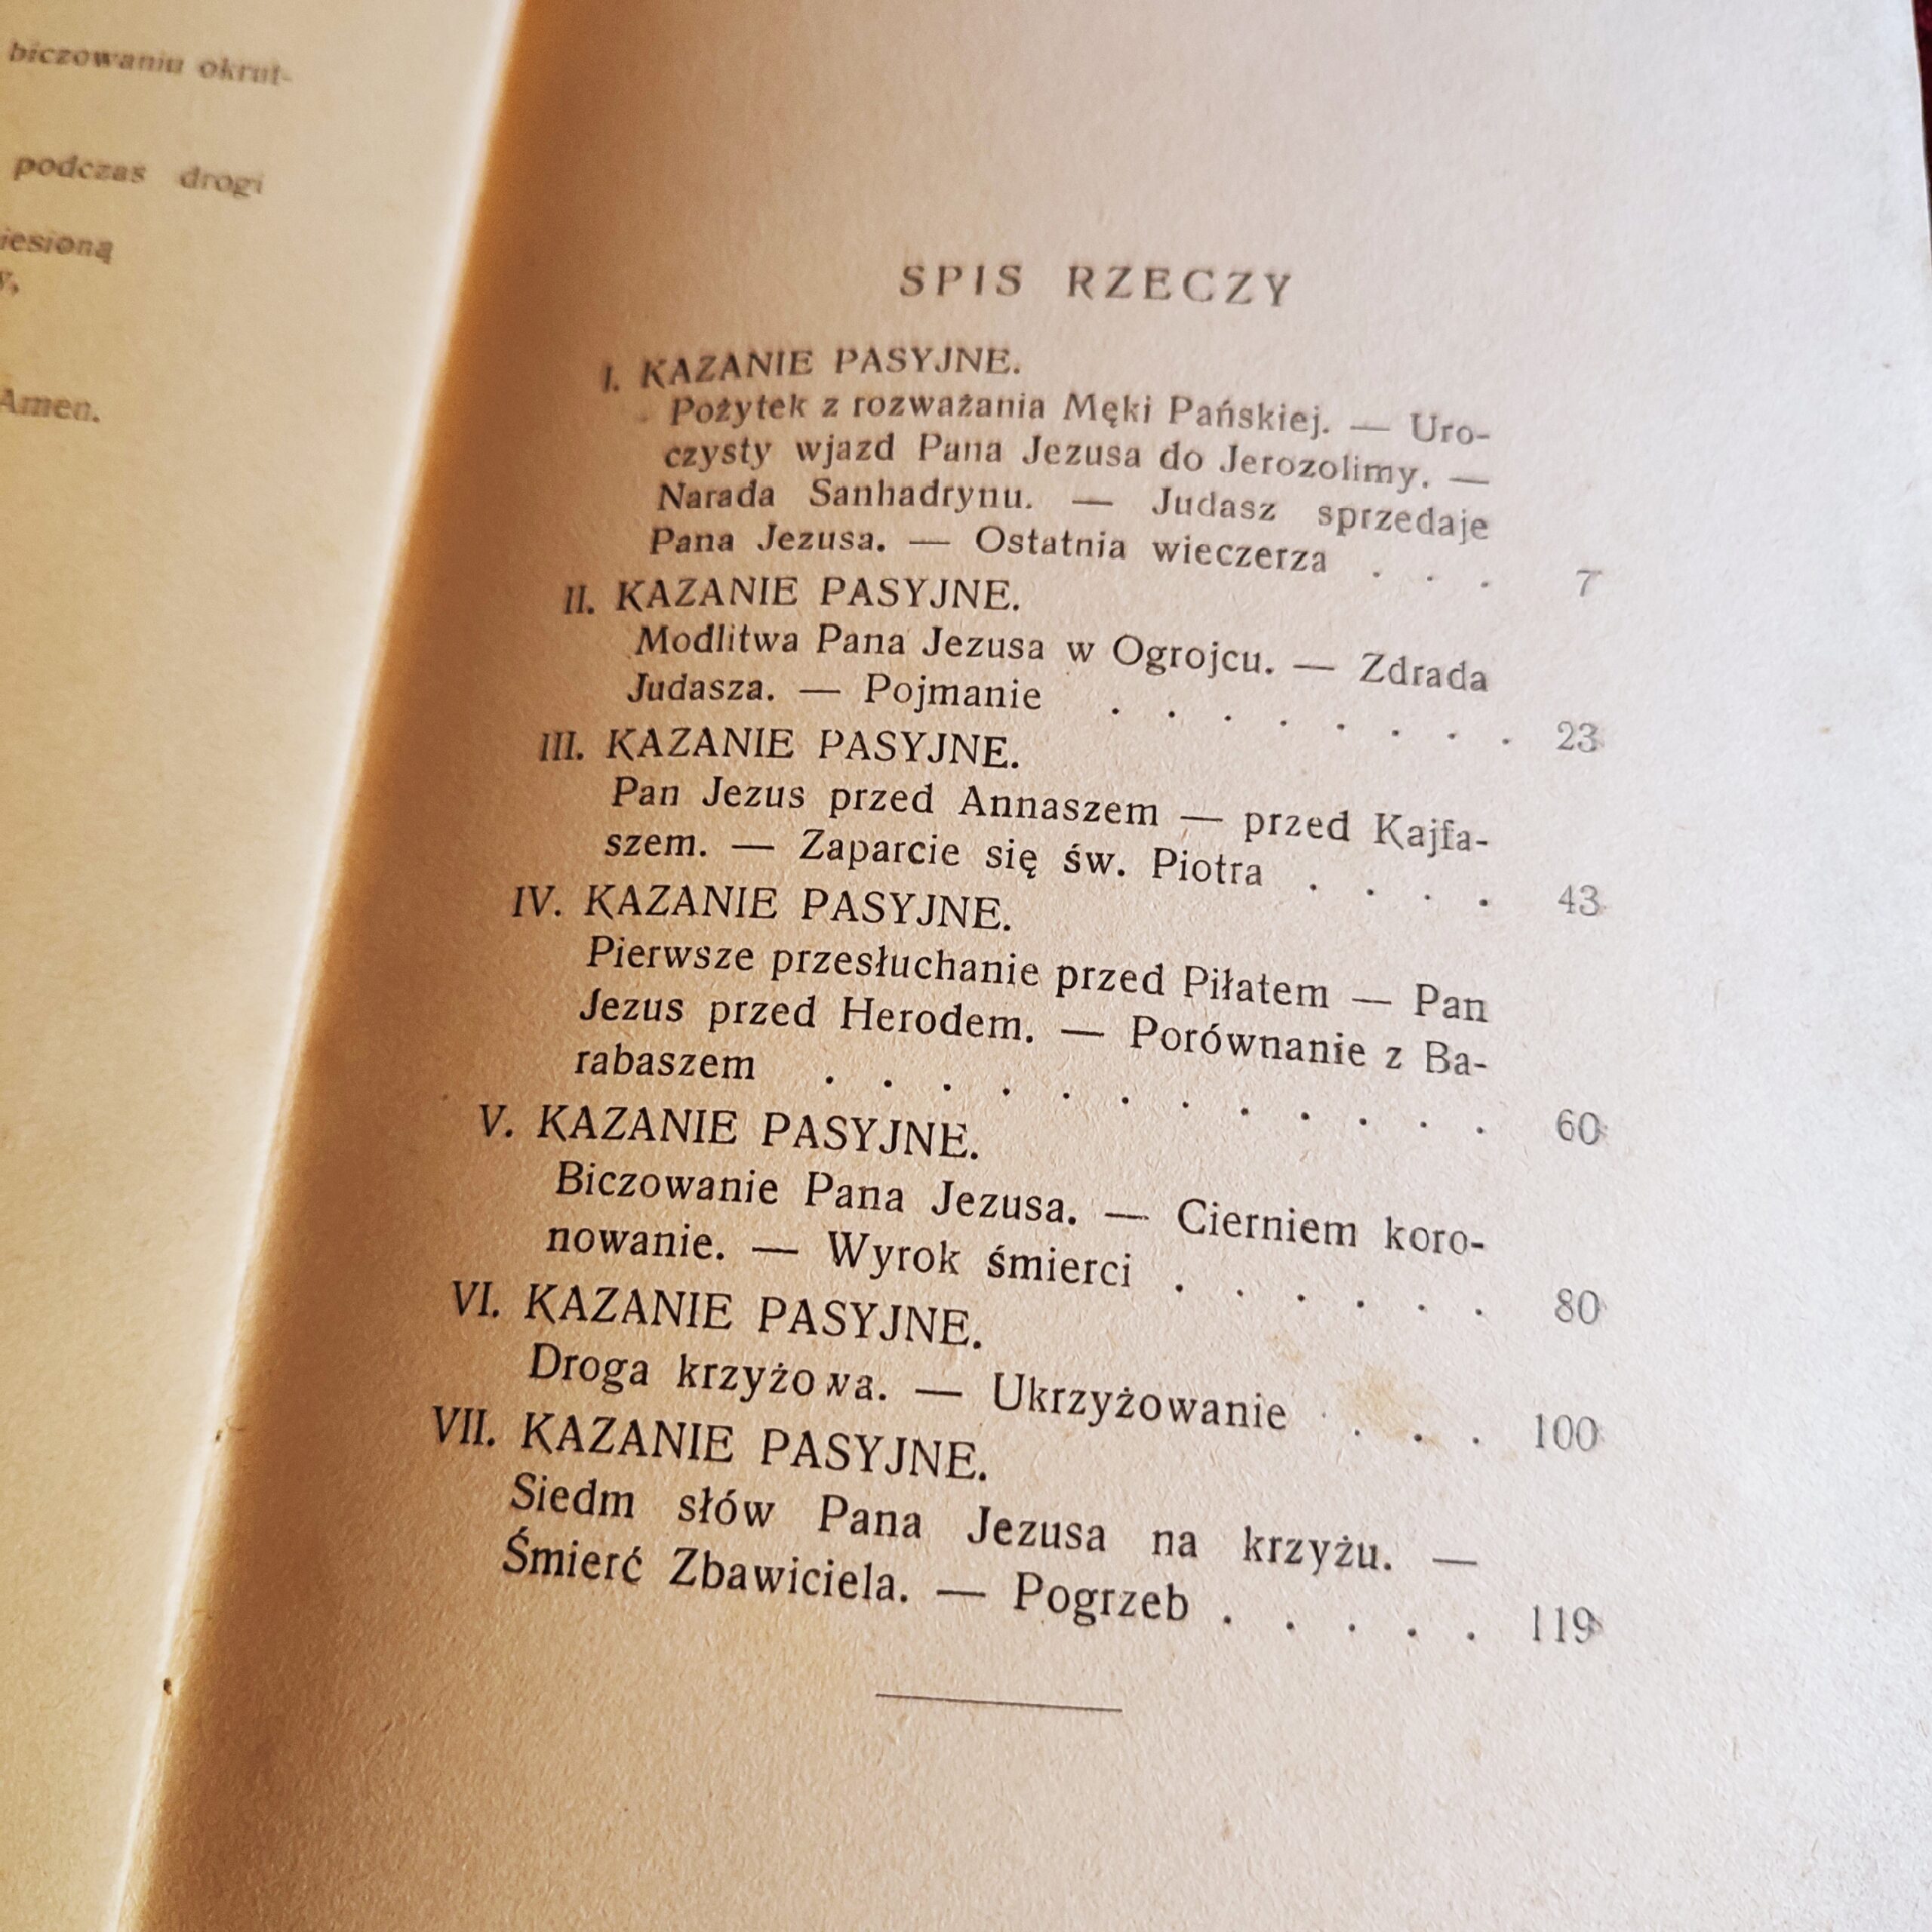 biczowaniu okrut-
podczas drogi
Amen.
SPIS RZECZY
I. KAZANIE PASYJNE.
Pożytek z rozważania Męki Pańskiej. — Uro-
czysty wjazd Pana Jezusa do Jerozolimy. —
Narada Sanhadrynu. — Judasz sprzedaje
Pana Jezusa. — Ostatnia wieczerza . . . 7
II. KAZANIE PASYJNE.
Modlitwa Pana Jezusa w Ogrojcu. — Zdrada
Judasza. — Pojmanie . . . . . . . . 23
III. KAZANIE PASYJNE.
Pan Jezus przed Annaszem — przed Kajfa-
szem. — Zaparcie się św. Piotra . . . . 43
IV. KAZANIE PASYJNE.
Pierwsze przesłuchanie przed Piłatem — Pan
Jezus przed Herodem. — Porównanie z Ba-
rabaszem . . . . . . . . . . . . 60
V. KAZANIE PASYJNE.
Biczowanie Pana Jezusa. — Cierniem koro-
nowanie. — Wyrok śmierci . . . . . . 80
VI. KAZANIE PASYJNE.
Droga krzyżowa. — Ukrzyżowanie . . . . 100
VII. KAZANIE PASYJNE.
Siedm słów Pana Jezusa na krzyżu. —
Śmierć Zbawiciela. — Pogrzeb . . . . . 119